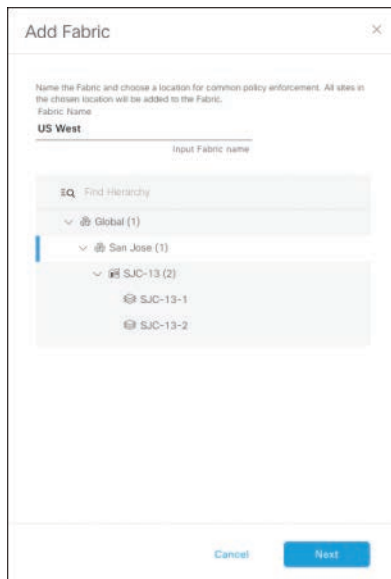 Add Fabric
Name the Fabric and choose a location for common policy enforcement. All sites in
the chosen location will be added to the Fabric.
Fabric Name
US West
Input Fabric name
Find Hierarchy
Global (1)
San Jose (1)
SJC-13 (2)
SJC-13-1
SJC-13-2
Cancel
Next